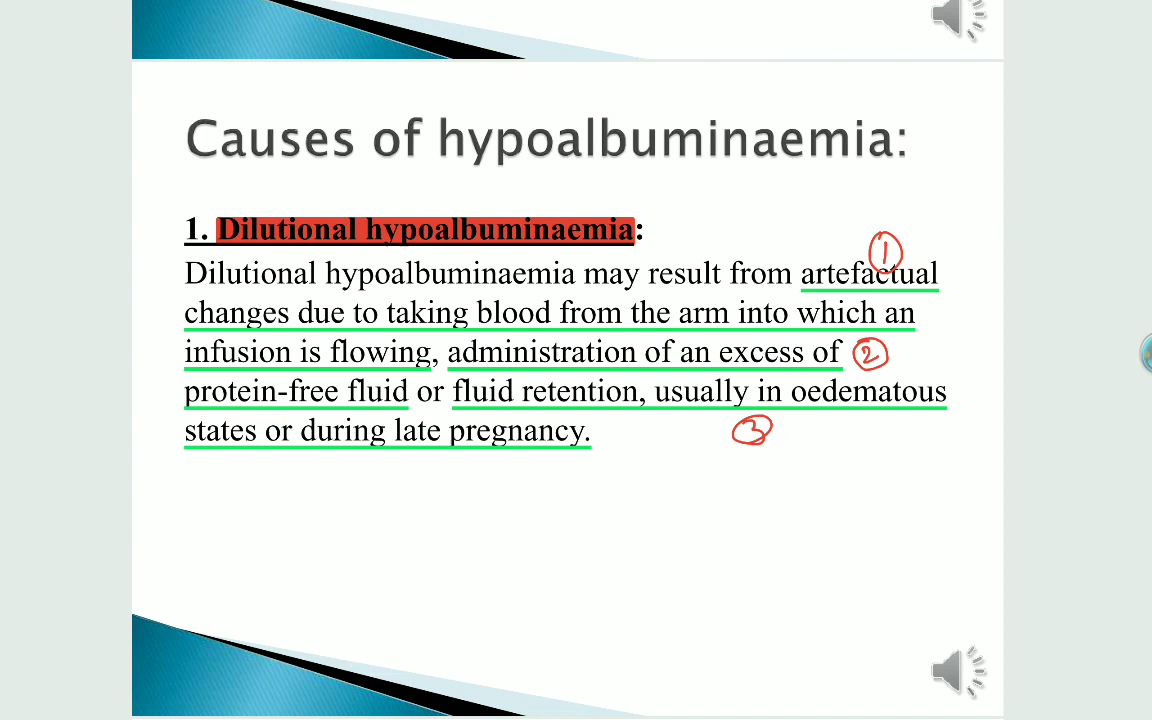 Causes of hypoalbuminaemia:
1. Dilutional hypoalbuminaemia:
1
Dilutional hypoalbuminaemia may result from artefactual
changes due to taking blood from the arm into which an
infusion is flowing, administration of an excess of 2
protein-free fluid or fluid retention, usually in oedematous
states or during late pregnancy. 3